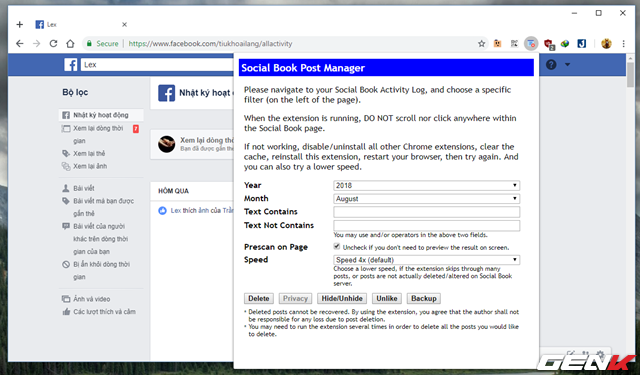 Lex
Secure
https://www.facebook.com/tiukhoailang/allactivity
Lex
Bộ lọc
Nhật ký hoạt động
Xem lại dòng thời
gian
7
Xem lại thẻ
Xem lại ảnh
Bài viết
Bài viết mà bạn được
gắn thẻ
Bài viết của người
khác trên dòng thời
gian của bạn
Bị ẩn khỏi dòng thời
gian
Ảnh và video
Các lượt thích và cảm
Nhật ký hoạt
Xem lại dòng thời
Bạn đã được gắn thẻ
HÔM QUA
Lex thích ảnh của Trần
Social Book Post Manager
Please navigate to your Social Book Activity Log, and choose a specific
filter (on the left of the page).
When the extension is running, DO NOT scroll nor click anywhere within
the Social Book page.
If not working, disable/uninstall all other Chrome extensions, clear the
cache, reinstall this extension, restart your browser, then try again. And
you can also try a lower speed.
Year 2018
Month August
Text Contains
Text Not Contains
You may use and/or operators in the above two fields.
Prescan on Page Uncheck if you don't need to preview the result on screen.
Speed Speed 4x (default)
Choose a lower speed, if the extension skips through many
posts, or posts are not actually deleted/altered on Social Book
server.
Delete Privacy Hide/Unhide Unlike Backup
* Deleted posts cannot be recovered. By using the extension, you agree that the author shall not
be responsible for any loss due to post deletion.
* You may need to run the extension several times in order to delete all the posts you would like
to delete.
GENK